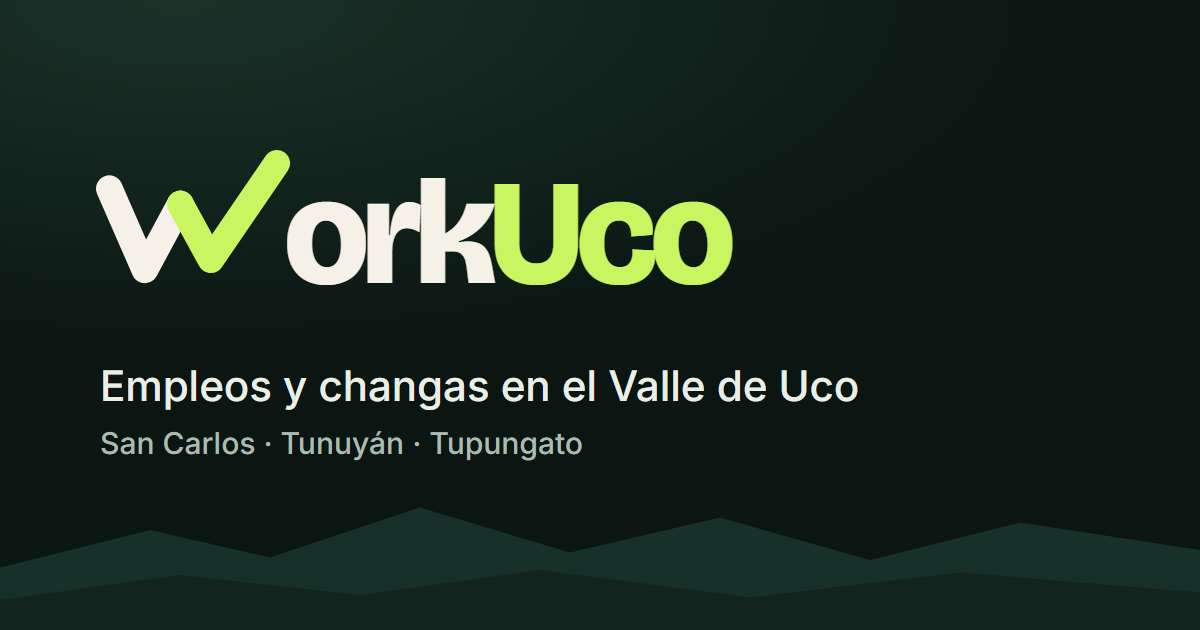 WorkUco
Empleos y changas en el Valle de Uco
San Carlos · Tunuyán · Tupungato